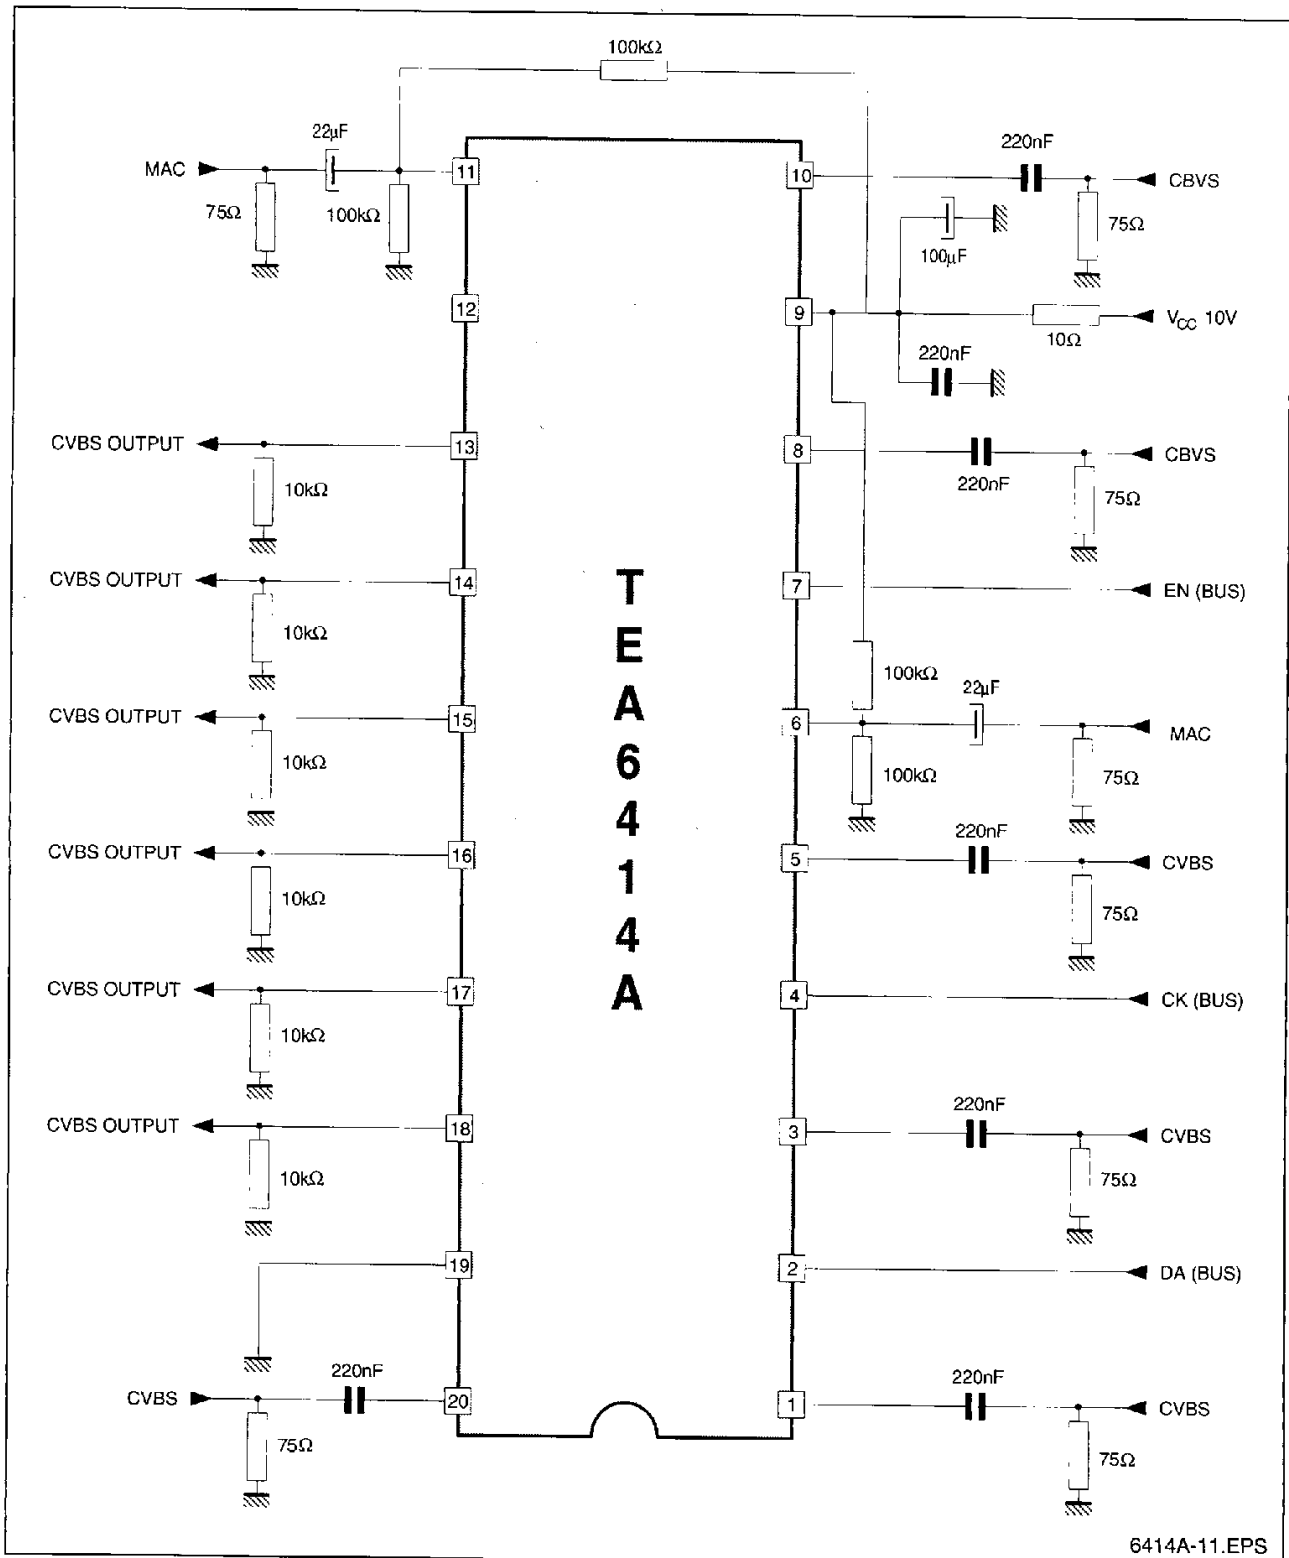 100kΩ
22µF
MAC
75Ω
100kΩ
11
10
220nF
CBVS
75Ω
100µF
12
9
VCC 10V
10Ω
220nF
CVBS OUTPUT
13
10kΩ
8
220nF
CBVS
75Ω
CVBS OUTPUT
14
10kΩ
7
EN (BUS)
TEA6414A
100kΩ
22µF
CVBS OUTPUT
15
10kΩ
6
100kΩ
MAC
75Ω
CVBS OUTPUT
16
10kΩ
5
220nF
CVBS
75Ω
CVBS OUTPUT
17
10kΩ
4
CK (BUS)
CVBS OUTPUT
18
10kΩ
3
220nF
CVBS
75Ω
19
2
DA (BUS)
CVBS
220nF
20
75Ω
1
220nF
CVBS
75Ω
6414A-11.EPS